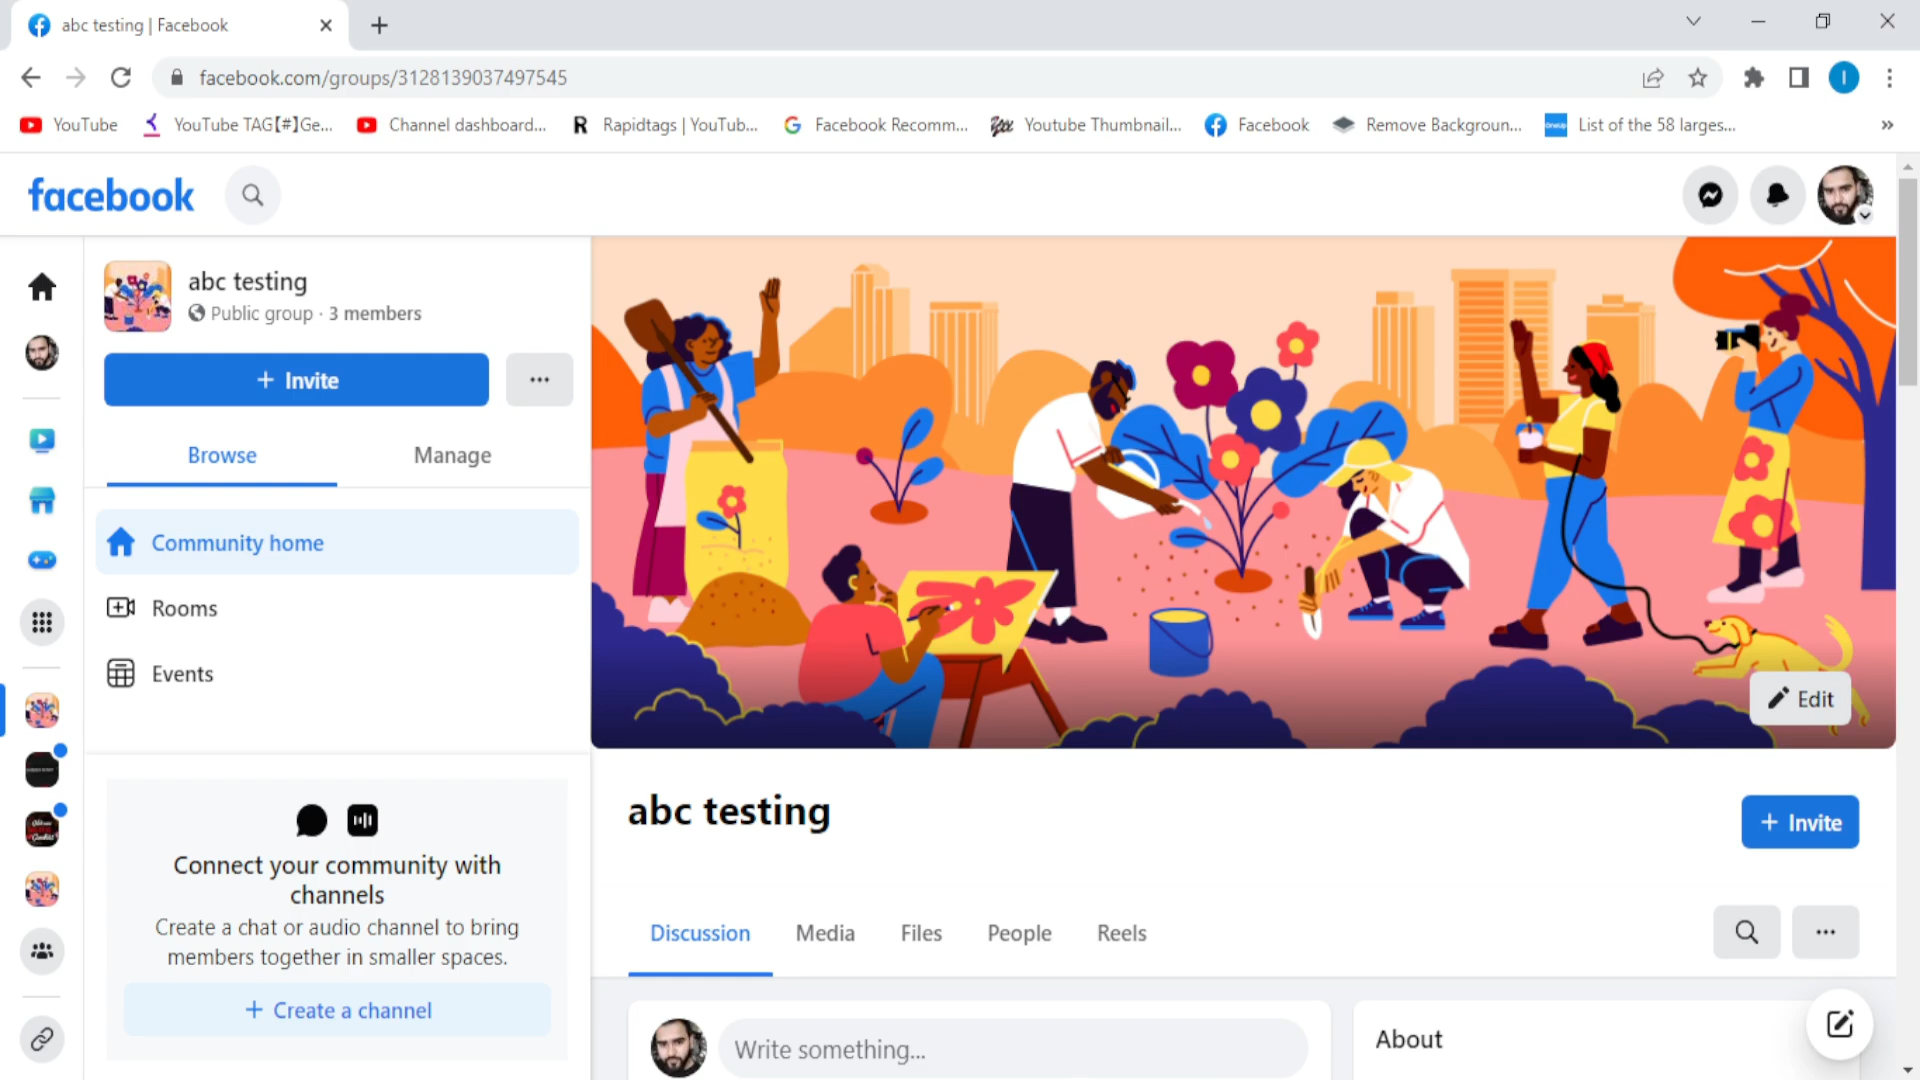 abc testing | Facebook
facebook.com/groups/3128139037497545
I
YouTube
YouTube TAG【#】Ge...
Channel dashboard...
R Rapidtags | YouTub...
Facebook Recomm...
Youtube Thumbnail...
Facebook
Remove Backgroun...
List of the 58 larges...
»
facebook
abc testing
Public group · 3 members
+ Invite
...
Browse
Manage
Community home
Rooms
Events
Connect your community with
channels
Create a chat or audio channel to bring
members together in smaller spaces.
+ Create a channel
Edit
abc testing
+ Invite
Discussion
Media
Files
People
Reels
...
Write something...
About